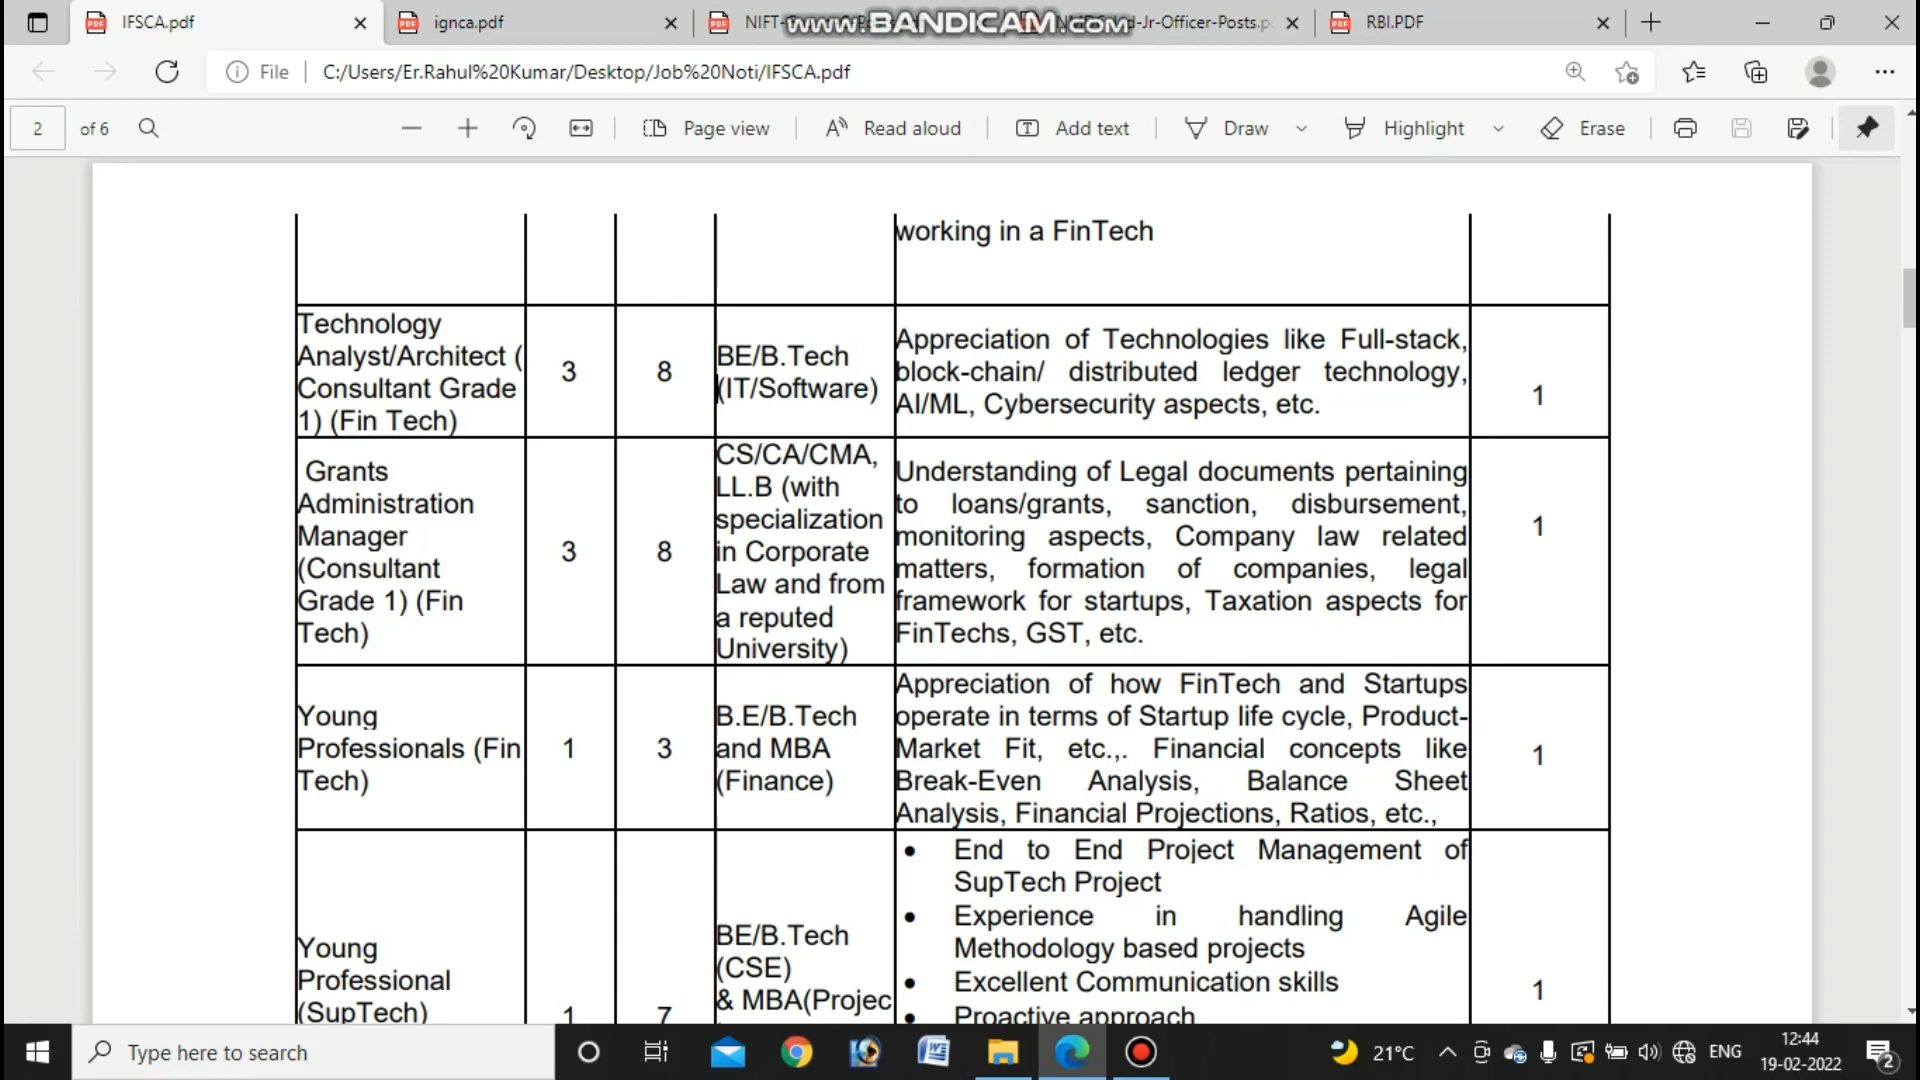 IFSCA.pdf
ignca.pdf
www.BANDICAM.com
d-Jr-Officer-Posts.p
RBI.PDF
File
C:/Users/Er.Rahul%20Kumar/Desktop/Job%20Noti/IFSCA.pdf
2 of 6
Page view
Read aloud
Add text
Draw
Highlight
Erase
working in a FinTech
Technology
Analyst/Architect (
Consultant Grade
1) (Fin Tech)
3
8
BE/B.Tech
(IT/Software)
Appreciation of Technologies like Full-stack,
block-chain/ distributed ledger technology,
AI/ML, Cybersecurity aspects, etc.
1
Grants
Administration
Manager
(Consultant
Grade 1) (Fin
Tech)
3
8
CS/CA/CMA,
LL.B (with
specialization
in Corporate
Law and from
a reputed
University)
Understanding of Legal documents pertaining
to loans/grants, sanction, disbursement,
monitoring aspects, Company law related
matters, formation of companies, legal
framework for startups, Taxation aspects for
FinTechs, GST, etc.
1
Young
Professionals (Fin
Tech)
1
3
B.E/B.Tech
and MBA
(Finance)
Appreciation of how FinTech and Startups
operate in terms of Startup life cycle, Product-
Market Fit, etc.,. Financial concepts like
Break-Even Analysis, Balance Sheet
Analysis, Financial Projections, Ratios, etc.,
1
Young
Professional
(SupTech)
1
7
BE/B.Tech
(CSE)
& MBA(Projec
• End to End Project Management of
SupTech Project
• Experience in handling Agile
Methodology based projects
• Excellent Communication skills
• Proactive approach
1
Type here to search
21°C
ENG
12:44
19-02-2022
2